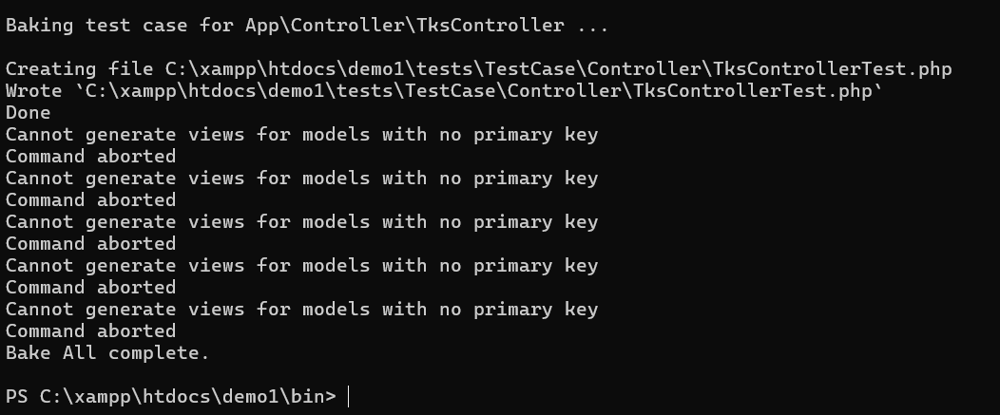 Baking test case for App\Controller\TksController ...
Creating file C:\xampp\htdocs\demo1\tests\TestCase\Controller\TksControllerTest.php
Wrote `C:\xampp\htdocs\demo1\tests\TestCase\Controller\TksControllerTest.php`
Done
Cannot generate views for models with no primary key
Command aborted
Cannot generate views for models with no primary key
Command aborted
Cannot generate views for models with no primary key
Command aborted
Cannot generate views for models with no primary key
Command aborted
Cannot generate views for models with no primary key
Command aborted
Bake All complete.
PS C:\xampp\htdocs\demo1\bin>